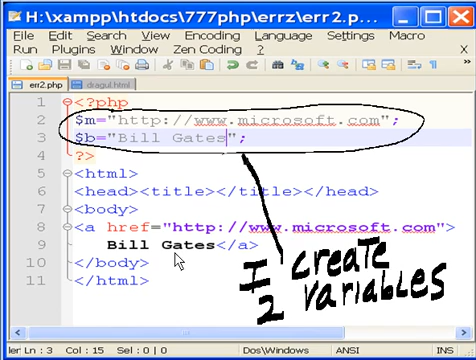 H:\xampp\htdocs\777php\errz\err2.php
File Edit Search View Encoding Language Settings Macro
Run Plugins Window CodeEditing ?
err2.php dragul.html
1 <?php
2 $m="http://www.microsoft.com";
3 $b="Bill Gates";
4 ?>
5 <html>
6 <head><title></title></head>
7 <body>
8 <a href="http://www.microsoft.com">
9 Bill Gates</a>
10 </body>
11 </html>
I create
2 variables
Ln: 3 Col: 15 Sel: 0 | 0 Dos\Windows ANSI INS